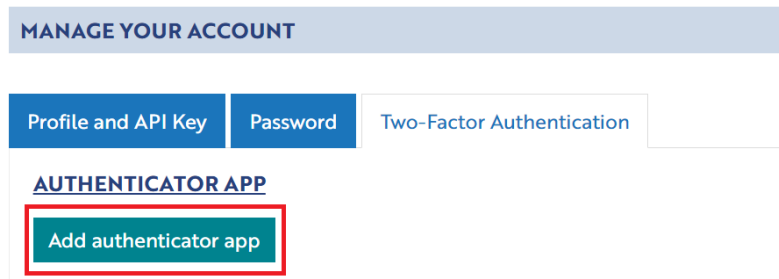 MANAGE YOUR ACCOUNT
Profile and API Key Password Two-Factor Authentication
AUTHENTICATOR APP
Add authenticator app